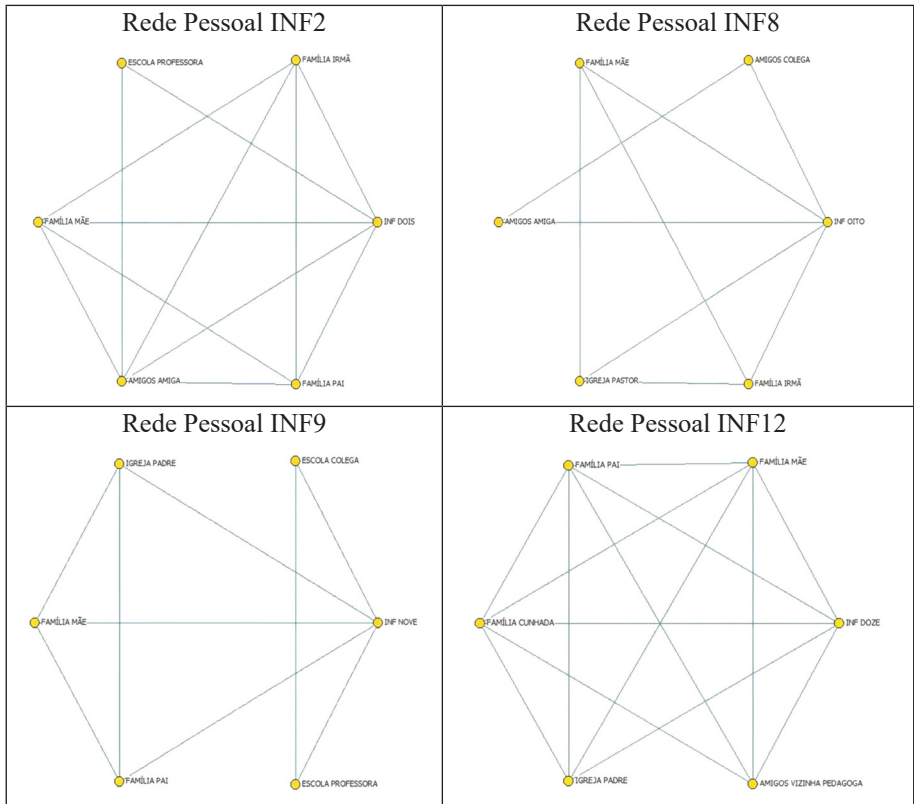 Rede Pessoal INF2
ESCOLA PROFESSORA
FAMÍLIA IRMÃ
FAMÍLIA MÃE
INF DOIS
AMIGOS AMIGA
FAMÍLIA PAI
Rede Pessoal INF8
FAMÍLIA MÃE
AMIGOS COLEGA
AMIGOS AMIGA
INF OITO
IGREJA PASTOR
FAMÍLIA IRMÃ
Rede Pessoal INF9
IGREJA PADRE
ESCOLA COLEGA
FAMÍLIA MÃE
INF NOVE
FAMÍLIA PAI
ESCOLA PROFESSORA
Rede Pessoal INF12
FAMÍLIA PAI
FAMÍLIA MÃE
FAMÍLIA CUNHADA
INF DOZE
IGREJA PADRE
AMIGOS VIZINHA PEDAGOGA